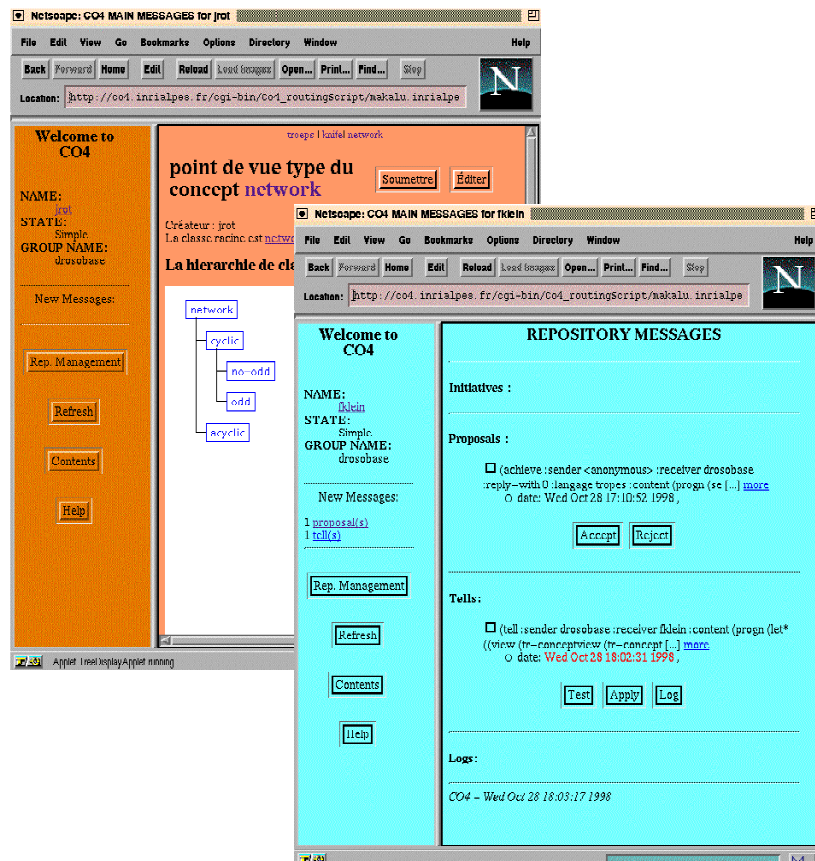 Netscape: CO4 MAIN MESSAGES for jrot
File Edit View Go Bookmarks Options Directory Window Help
Back Forward Home Edit Reload Load Images Open... Print... Find... Stop
N
Location: http://co4.inrialpes.fr/cgi-bin/Co4_routingScript/makalu.inrialpe
Welcome to
CO4
NAME:
jrot
STATE:
Simple
GROUP NAME:
drosobase
New Messages:
Rep. Management
Refresh
Contents
Help
troeps | knife| network
point de vue type du
concept network
Soumettre Éditer
Créateur : jrot
La classe racine est netwo
La hierarchie de cla
network
cyclic
no-odd
odd
acyclic
Applet TreeDisplayApplet running
Netscape: CO4 MAIN MESSAGES for fklein
File Edit View Go Bookmarks Options Directory Window Help
Back Forward Home Edit Reload Load Images Open... Print... Find... Stop
N
Location: http://co4.inrialpes.fr/cgi-bin/Co4_routingScript/makalu.inrialpe
Welcome to
CO4
NAME:
fklein
STATE:
Simple
GROUP NAME:
drosobase
New Messages:
1 proposal(s)
1 tell(s)
Rep. Management
Refresh
Contents
Help
REPOSITORY MESSAGES
Initiatives :
Proposals :
(achieve :sender <anonymous> :receiver drosobase
:reply-with 0 :langage tropes :content (progn (se [...] more
date: Wed Oct 28 17:10:52 1998 ,
Accept Reject
Tells:
(tell :sender drosobase :receiver fklein :content (progn (let*
((view (tr-conceptview (tr-concept [...] more
date: Wed Oct 28 18:02:31 1998 ,
Test Apply Log
Logs:
CO4 - Wed Oct 28 18:03:17 1998